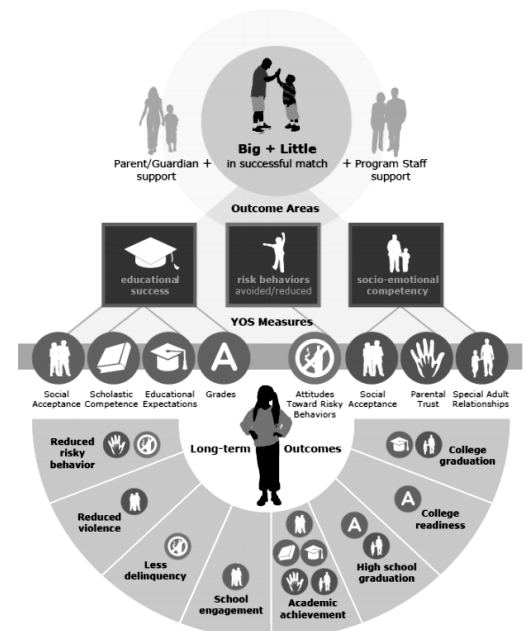 Big + Little
in successful match
Parent/Guardian +
support
+ Program Staff
support
Outcome Areas
educational
success
risk behaviors
avoided/reduced
socio-emotional
competency
YOS Measures
A
Social
Acceptance
Scholastic
Competence
Educational
Expectations
Grades
Attitudes
Toward Risky
Behaviors
Social
Acceptance
Parental
Trust
Special Adult
Relationships
Long-term
Outcomes
Reduced
risky
behavior
Reduced
violence
Less
delinquency
School
engagement
Academic
achievement
A
High school
graduation
A
College
readiness
College
graduation